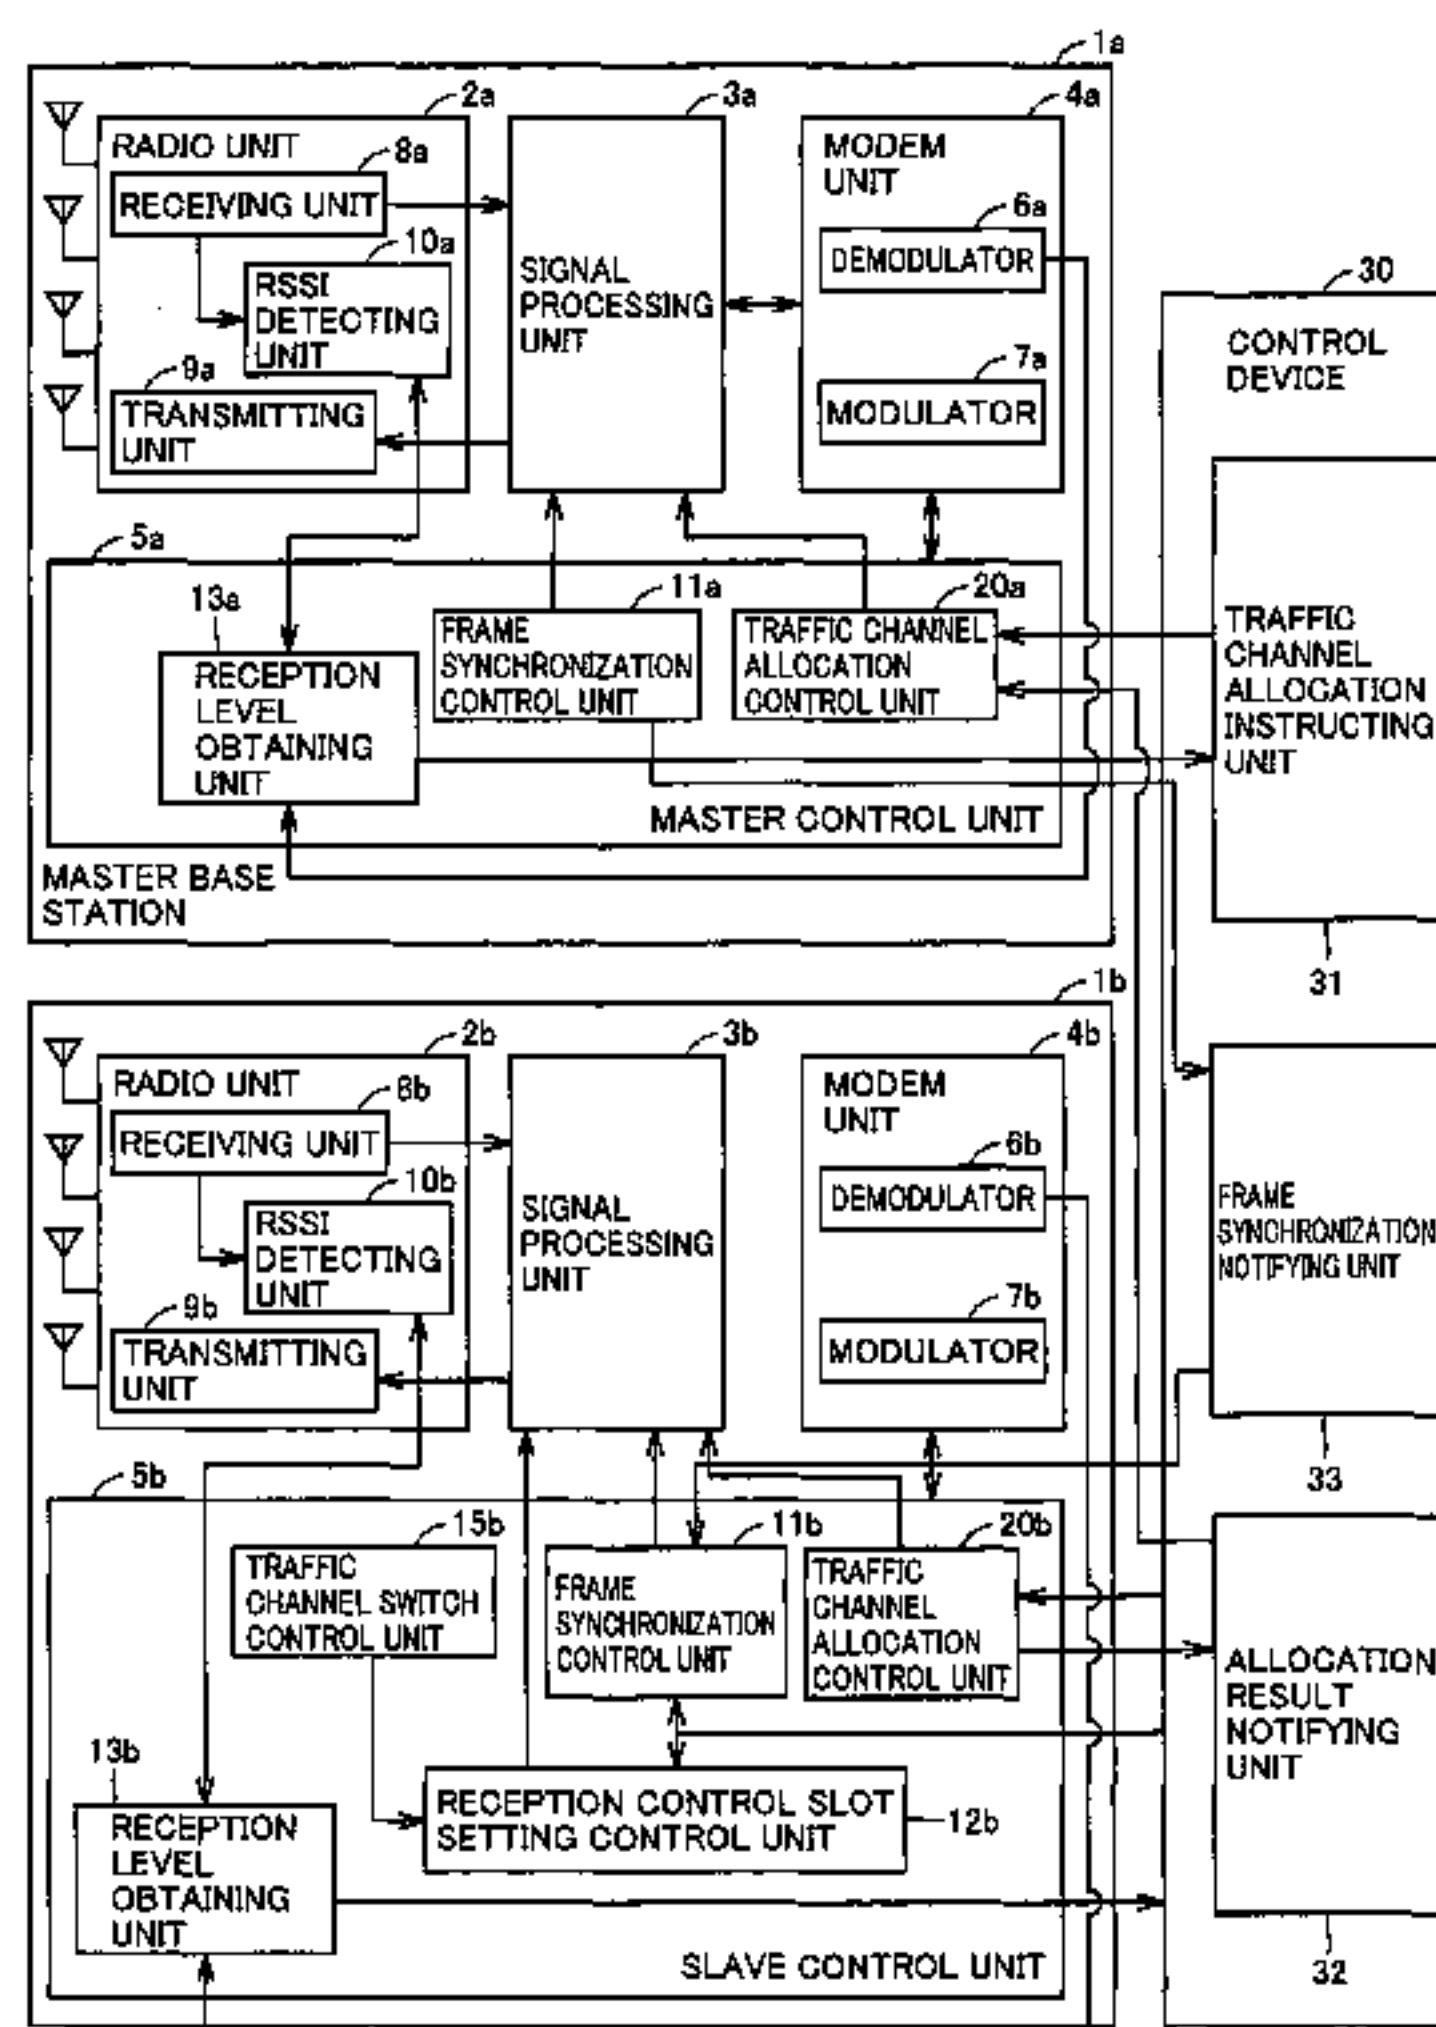 1a
2a
3a
4a
RADIO UNIT
8a
RECEIVING UNIT
10a
RSSI
DETECTING
UNIT
9a
TRANSMITTING
UNIT
SIGNAL
PROCESSING
UNIT
MODEM
UNIT
6a
DEMODULATOR
7a
MODULATOR
30
CONTROL
DEVICE
5a
13a
RECEPTION
LEVEL
OBTAINING
UNIT
11a
FRAME
SYNCHRONIZATION
CONTROL UNIT
20a
TRAFFIC CHANNEL
ALLOCATION
CONTROL UNIT
MASTER CONTROL UNIT
MASTER BASE
STATION
TRAFFIC
CHANNEL
ALLOCATION
INSTRUCTING
UNIT
31
1b
2b
3b
4b
RADIO UNIT
8b
RECEIVING UNIT
10b
RSSI
DETECTING
UNIT
9b
TRANSMITTING
UNIT
SIGNAL
PROCESSING
UNIT
MODEM
UNIT
6b
DEMODULATOR
7b
MODULATOR
FRAME
SYNCHRONIZATION
NOTIFYING UNIT
33
5b
15b
TRAFFIC
CHANNEL SWITCH
CONTROL UNIT
11b
FRAME
SYNCHRONIZATION
CONTROL UNIT
20b
TRAFFIC
CHANNEL
ALLOCATION
CONTROL UNIT
13b
RECEPTION
LEVEL
OBTAINING
UNIT
RECEPTION CONTROL SLOT
SETTING CONTROL UNIT
12b
SLAVE CONTROL UNIT
ALLOCATION
RESULT
NOTIFYING
UNIT
32